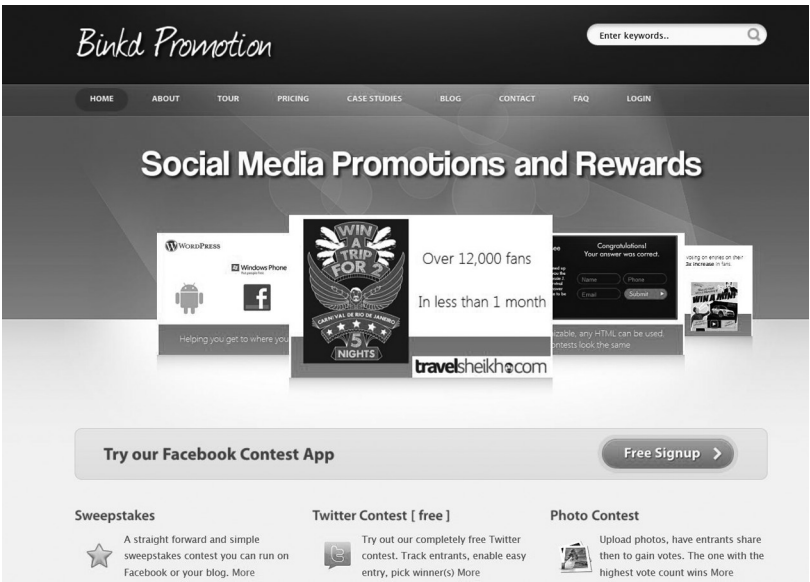 Binkd Promotion
Enter keywords..
HOME ABOUT TOUR PRICING CASE STUDIES BLOG CONTACT FAQ LOGIN
Social Media Promotions and Rewards
WORDPRESS
Windows Phone
Helping you get to where you
WIN
A
TRIP
FOR 2
CARNIVAL DE RIO DE JANEIRO
5
NIGHTS
Over 12,000 fans
In less than 1 month
travelsheikh.com
Congratulations!
Your answer was correct.
Name Phone
Email Submit
izable, any HTML can be used.
ontests look the same
voting on entries on their
3x increase in fans.
WIN A MINI
Try our Facebook Contest App
Free Signup
Sweepstakes
A straight forward and simple
sweepstakes contest you can run on
Facebook or your blog. More
Twitter Contest [ free ]
Try out our completely free Twitter
contest. Track entrants, enable easy
entry, pick winner(s) More
Photo Contest
Upload photos, have entrants share
then to gain votes. The one with the
highest vote count wins More